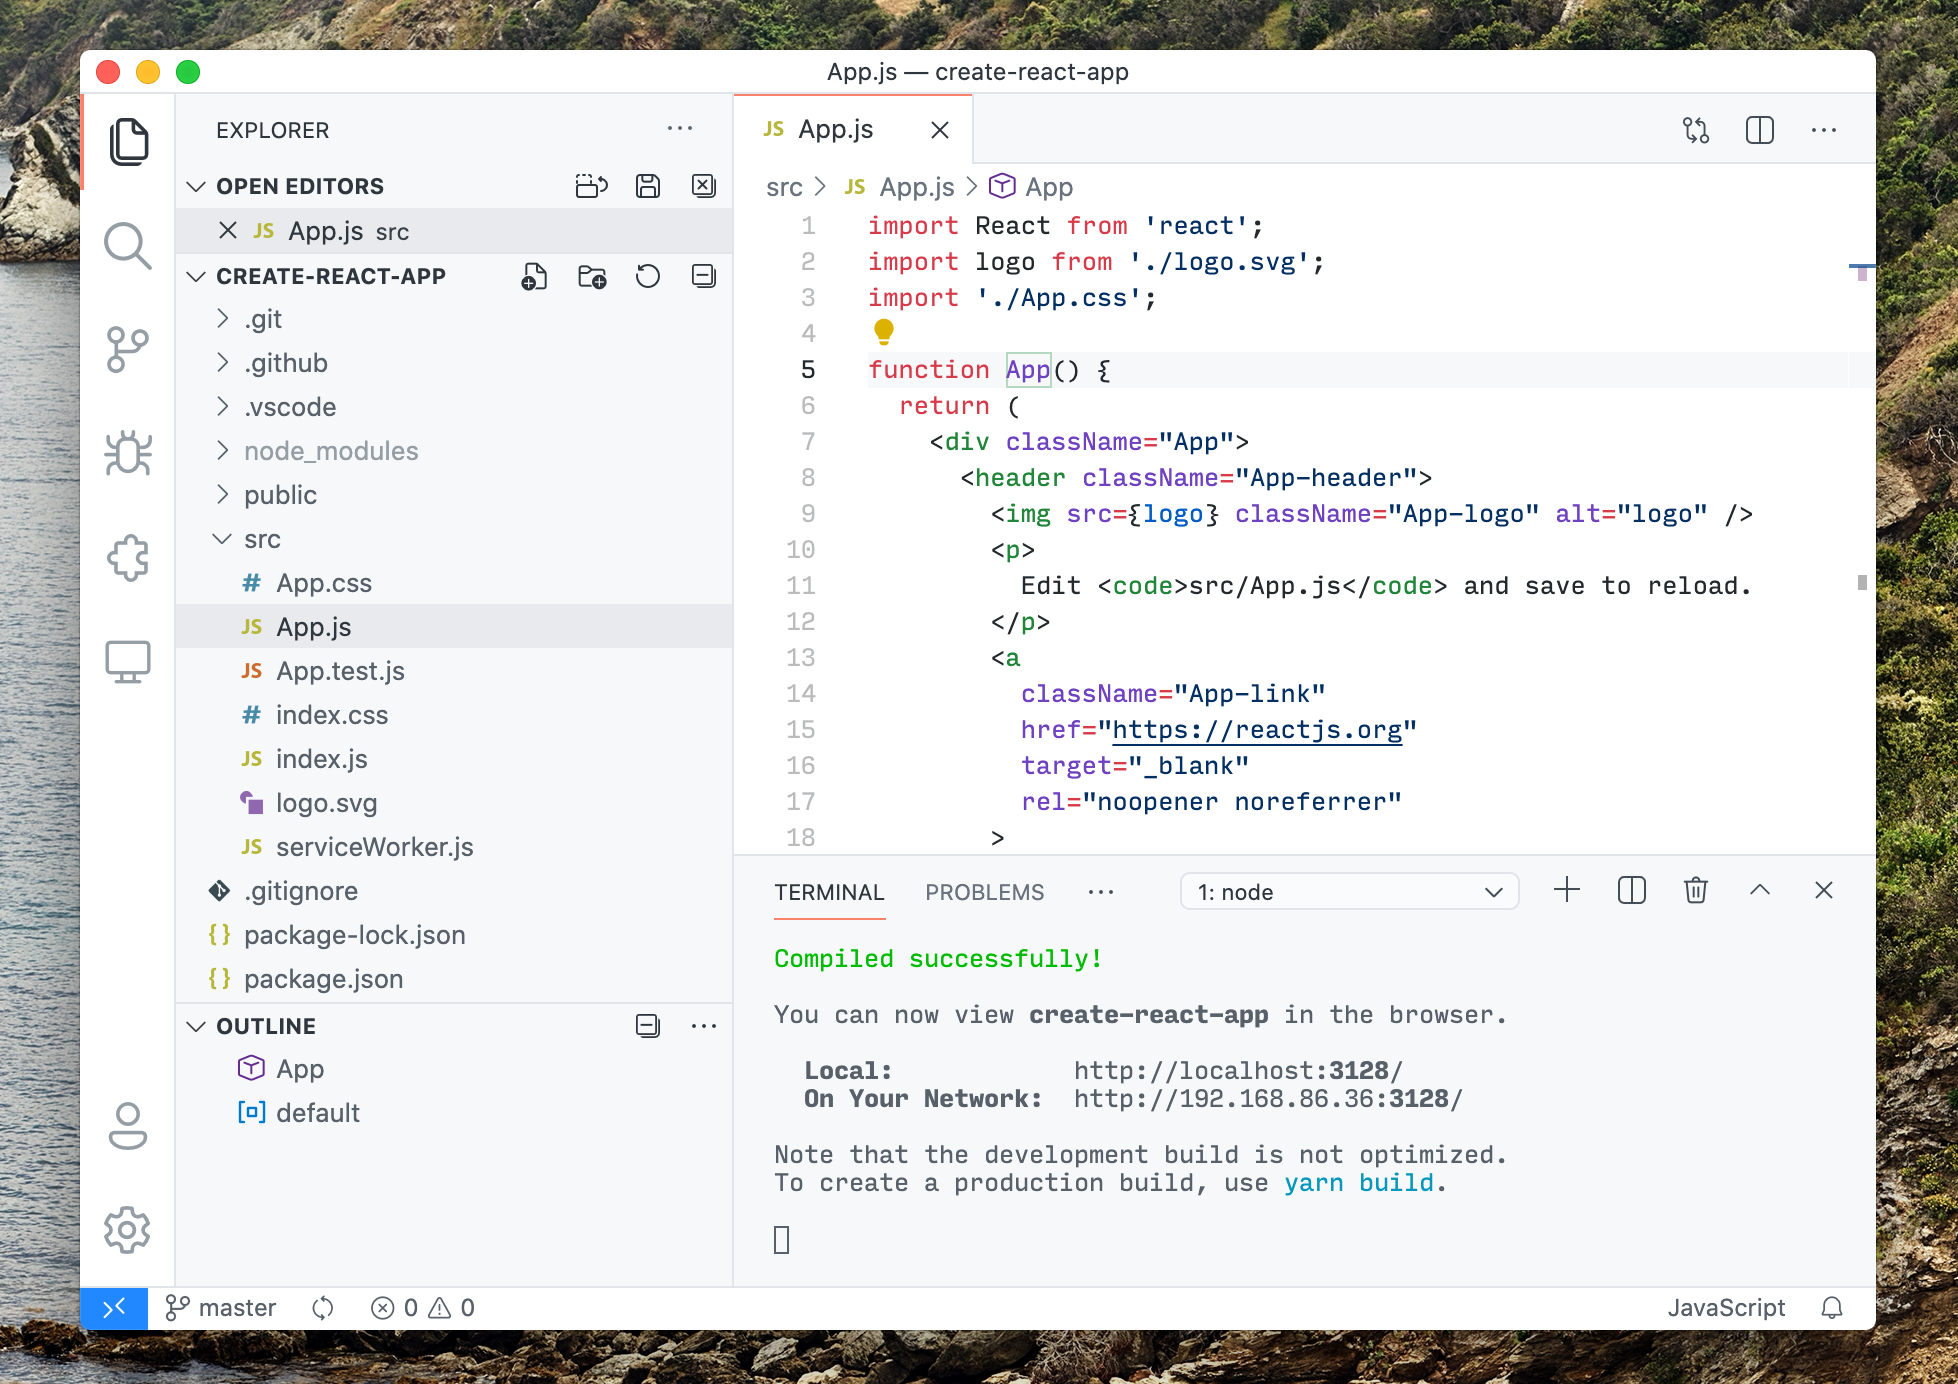 App.js — create-react-app
EXPLORER
OPEN EDITORS
JS App.js src
CREATE-REACT-APP
.git
.github
.vscode
node_modules
public
src
# App.css
JS App.js
JS App.test.js
# index.css
JS index.js
logo.svg
JS serviceWorker.js
.gitignore
{} package-lock.json
{} package.json
OUTLINE
App
default
JS App.js
src > JS App.js > App
1 import React from 'react';
2 import logo from './logo.svg';
3 import './App.css';
4
5 function App() {
6 return (
7 <div className="App">
8 <header className="App-header">
9 <img src={logo} className="App-logo" alt="logo" />
10 <p>
11 Edit <code>src/App.js</code> and save to reload.
12 </p>
13 <a
14 className="App-link"
15 href="https://reactjs.org"
16 target="_blank"
17 rel="noopener noreferrer"
18 >
TERMINAL PROBLEMS ··· 1: node
Compiled successfully!
You can now view create-react-app in the browser.
Local: http://localhost:3128/
On Your Network: http://192.168.86.36:3128/
Note that the development build is not optimized.
To create a production build, use yarn build.
master 0 0 JavaScript